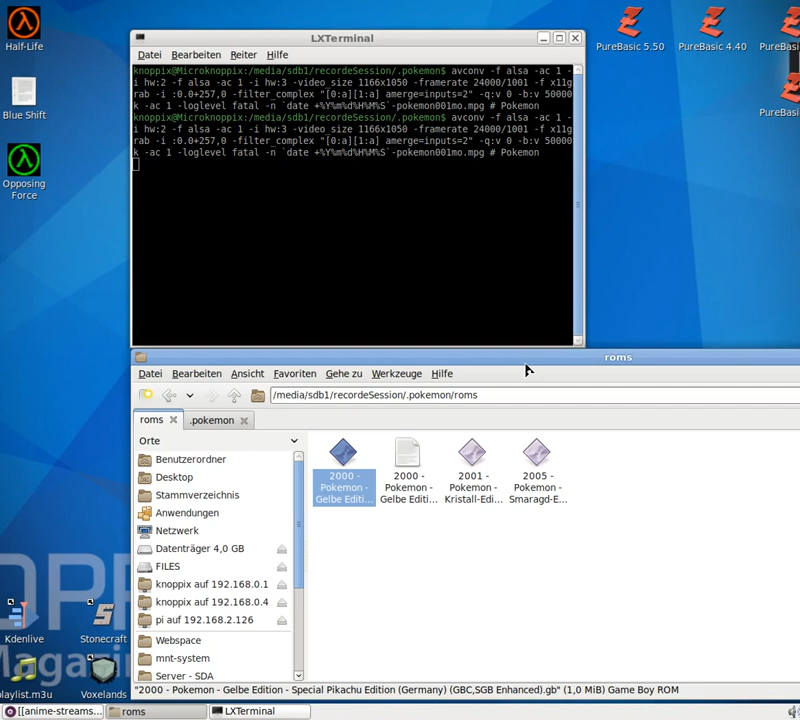 Half-Life
Blue Shift
Opposing
Force
PureBasic 5.50
PureBasic 4.40
PureBasi
PureBasi
LXTerminal
Datei Bearbeiten Reiter Hilfe
knoppix@Microknoppix:/media/sdb1/recordeSession/.pokemon$ avconv -f alsa -ac 1 -
i hw:2 -f alsa -ac 1 -i hw:3 -video_size 1166x1050 -framerate 24000/1001 -f x11g
rab -i :0.0+257,0 -filter_complex "[0:a][1:a] amerge=inputs=2" -q:v 0 -b:v 50000
k -ac 1 -loglevel fatal -n `date +%Y%m%d%H%M%S`-pokemon001mo.mpg # Pokemon
knoppix@Microknoppix:/media/sdb1/recordeSession/.pokemon$ avconv -f alsa -ac 1 -
i hw:2 -f alsa -ac 1 -i hw:3 -video_size 1166x1050 -framerate 24000/1001 -f x11g
rab -i :0.0+257,0 -filter_complex "[0:a][1:a] amerge=inputs=2" -q:v 0 -b:v 50000
k -ac 1 -loglevel fatal -n `date +%Y%m%d%H%M%S`-pokemon001mo.mpg # Pokemon
roms
Datei Bearbeiten Ansicht Favoriten Gehe zu Werkzeuge Hilfe
/media/sdb1/recordeSession/.pokemon/roms
roms
.pokemon
Orte
Benutzerordner
Desktop
Stammverzeichnis
Anwendungen
Netzwerk
Datenträger 4,0 GB
FILES
knoppix auf 192.168.0.1
knoppix auf 192.168.0.4
pi auf 192.168.2.126
Webspace
mnt-system
Server - SDA
2000 -
Pokemon -
Gelbe Editi...
2000 -
Pokemon -
Gelbe Editi...
2001 -
Pokemon -
Kristall-Edi...
2005 -
Pokemon -
Smaragd-E...
Kdenlive
Stonecraft
Magazin
playlist.m3u
Voxelands
"2000 - Pokemon - Gelbe Edition - Special Pikachu Edition (Germany) (GBC,SGB Enhanced).gb" (1,0 MiB) Game Boy ROM
[[anime-streams...
roms
LXTerminal